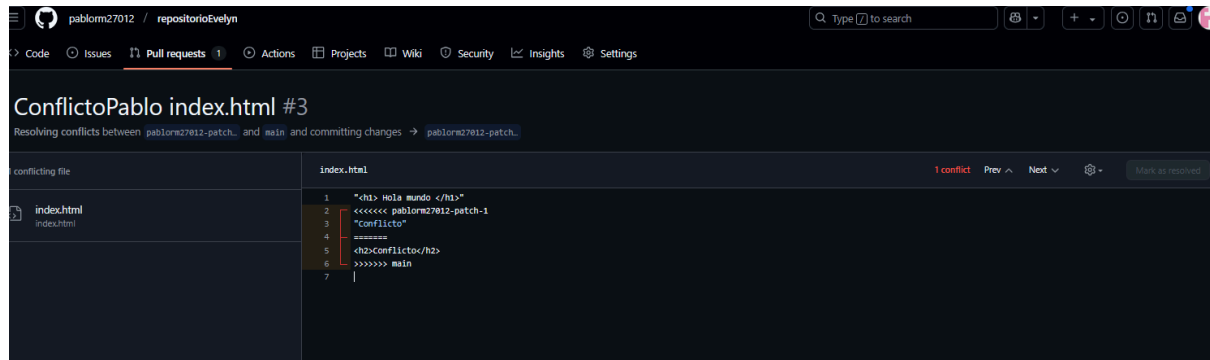 pablorm27012 / repositorioEvelyn
Type / to search
Code Issues Pull requests 1 Actions Projects Wiki Security Insights Settings
ConflictoPablo index.html #3
Resolving conflicts between pablorm27012-patch… and main and committing changes → pablorm27012-patch…
1 conflicting file
index.html
index.html
index.html 1 conflict Prev Next Mark as resolved
1 "<h1> Hola mundo </h1>"
2 <<<<<<< pablorm27012-patch-1
3 "Conflicto"
4 =======
5 <h2>Conflicto</h2>
6 >>>>>>> main
7